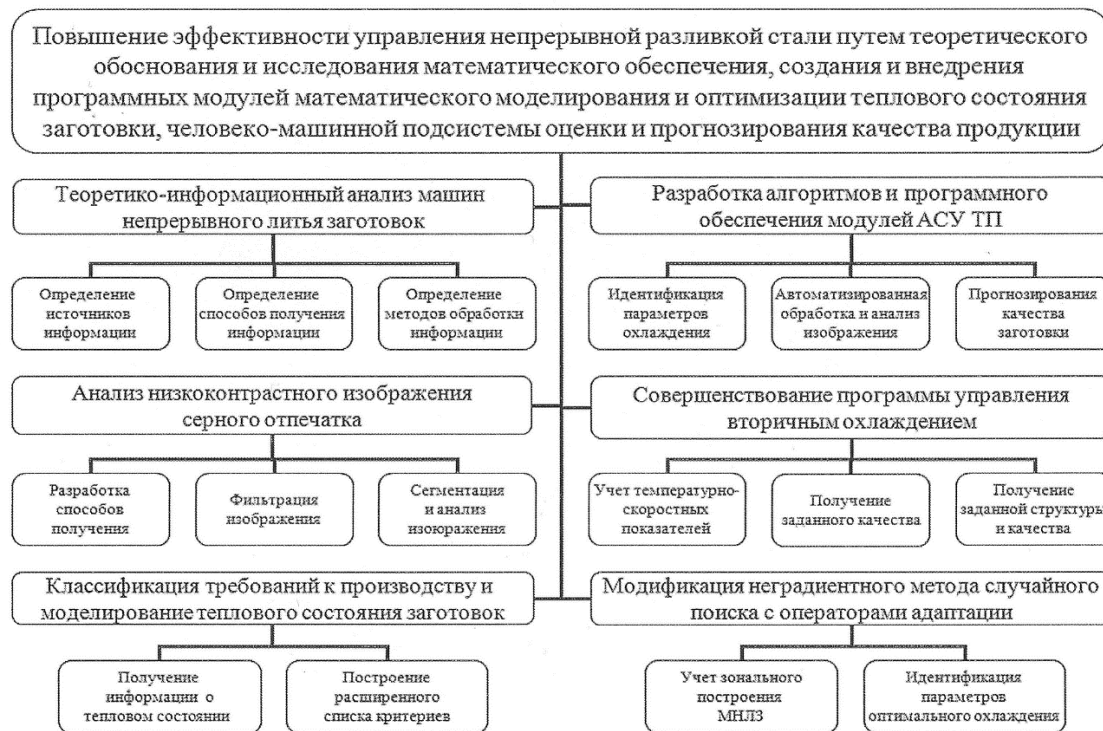 Повышение эффективности управления непрерывной разливкой стали путем теоретического
обоснования и исследования математического обеспечения, создания и внедрения
программных модулей математического моделирования и оптимизации теплового состояния
заготовки, человеко-машинной подсистемы оценки и прогнозирования качества продукции
Теоретико-информационный анализ машин
непрерывного литья заготовок
Разработка алгоритмов и программного
обеспечения модулей АСУ ТП
Определение
источников
информации
Определение
способов получения
информации
Определение
методов обработки
информации
Идентификация
параметров
охлаждения
Автоматизированная
обработка и анализ
изображения
Прогнозирования
качества
заготовки
Анализ низкоконтрастного изображения
серного отпечатка
Совершенствование программы управления
вторичным охлаждением
Разработка
способов
получения
Фильтрация
изображения
Сегментация
и анализ
изоюражения
Учет температурно-
скоростных
показателей
Получение
заданного качества
Получение
заданной структуры
и качества
Классификация требований к производству и
моделирование теплового состояния заготовок
Модификация неградиентного метода случайного
поиска с операторами адаптации
Получение
информации о
тепловом состоянии
Построение
расширенного
списка критериев
Учет зонального
построения
МНЛЗ
Идентификация
параметров
оптимального охлаждения